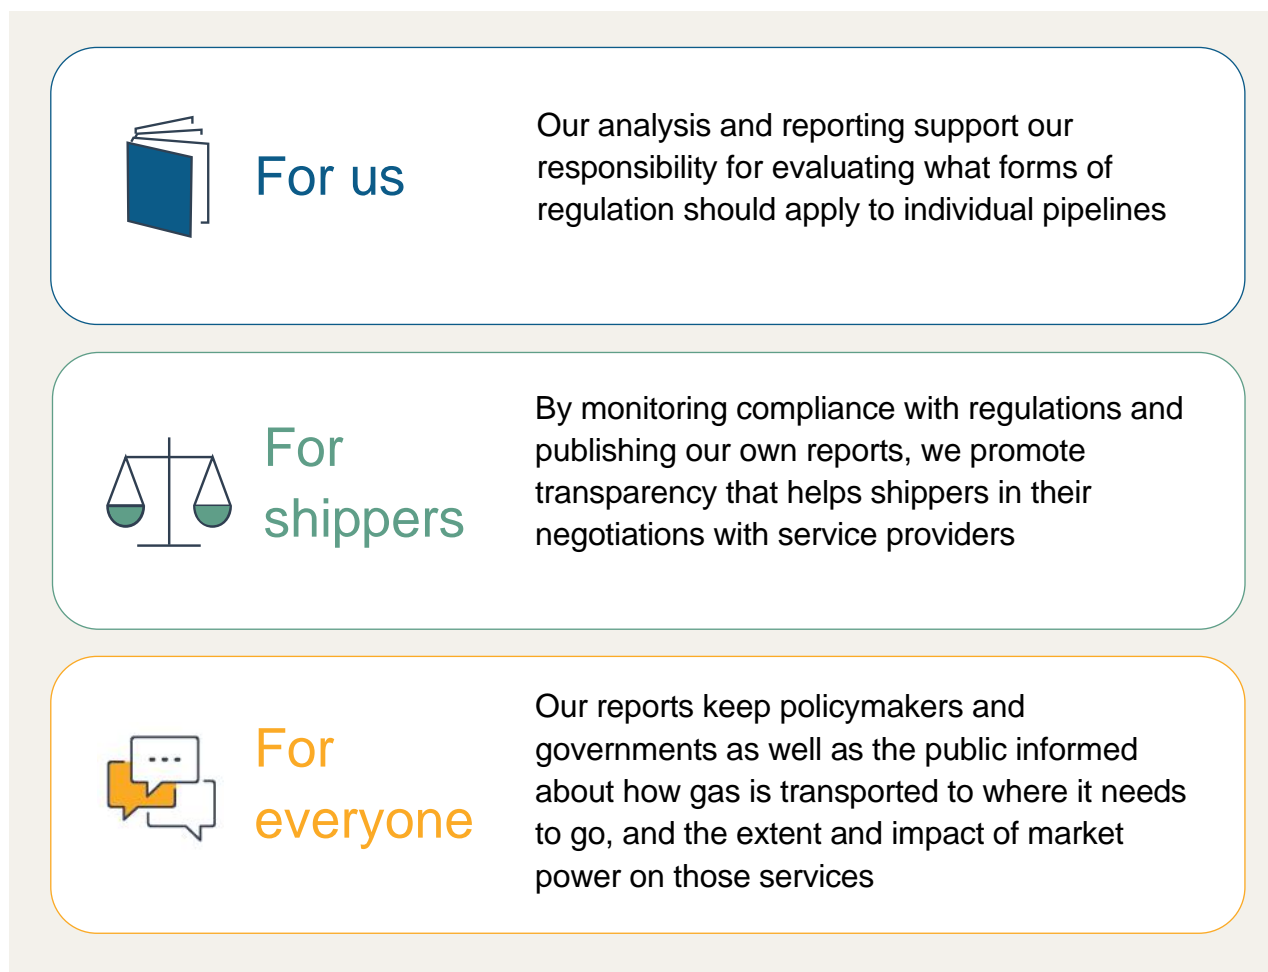 For us
Our analysis and reporting support our
responsibility for evaluating what forms of
regulation should apply to individual pipelines
For
shippers
By monitoring compliance with regulations and
publishing our own reports, we promote
transparency that helps shippers in their
negotiations with service providers
For
everyone
Our reports keep policymakers and
governments as well as the public informed
about how gas is transported to where it needs
to go, and the extent and impact of market
power on those services